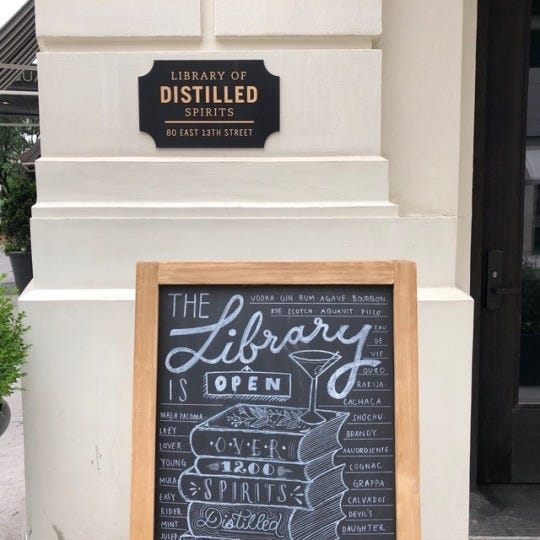 LIBRARY OF
DISTILLED
SPIRITS
80 EAST 13TH STREET
THE
Library
IS OPEN
VODKA GIN RUM AGAVE BOURBON
RYE SCOTCH AQUAVIT PISCO
EAU
DE
VIE
OUZO
RAKIJA
CACHAÇA
SHOCHU
BRANDY
AGUARDIENTE
COGNAC
GRAPPA
CALVADOS
DEVIL'S
DAUGHTER
MALA PALOMA
LAZY
LOVER
YOUNG
MULA
EASY
RIDER
MINT
JULEP
OVER
1200
SPIRITS
Distilled